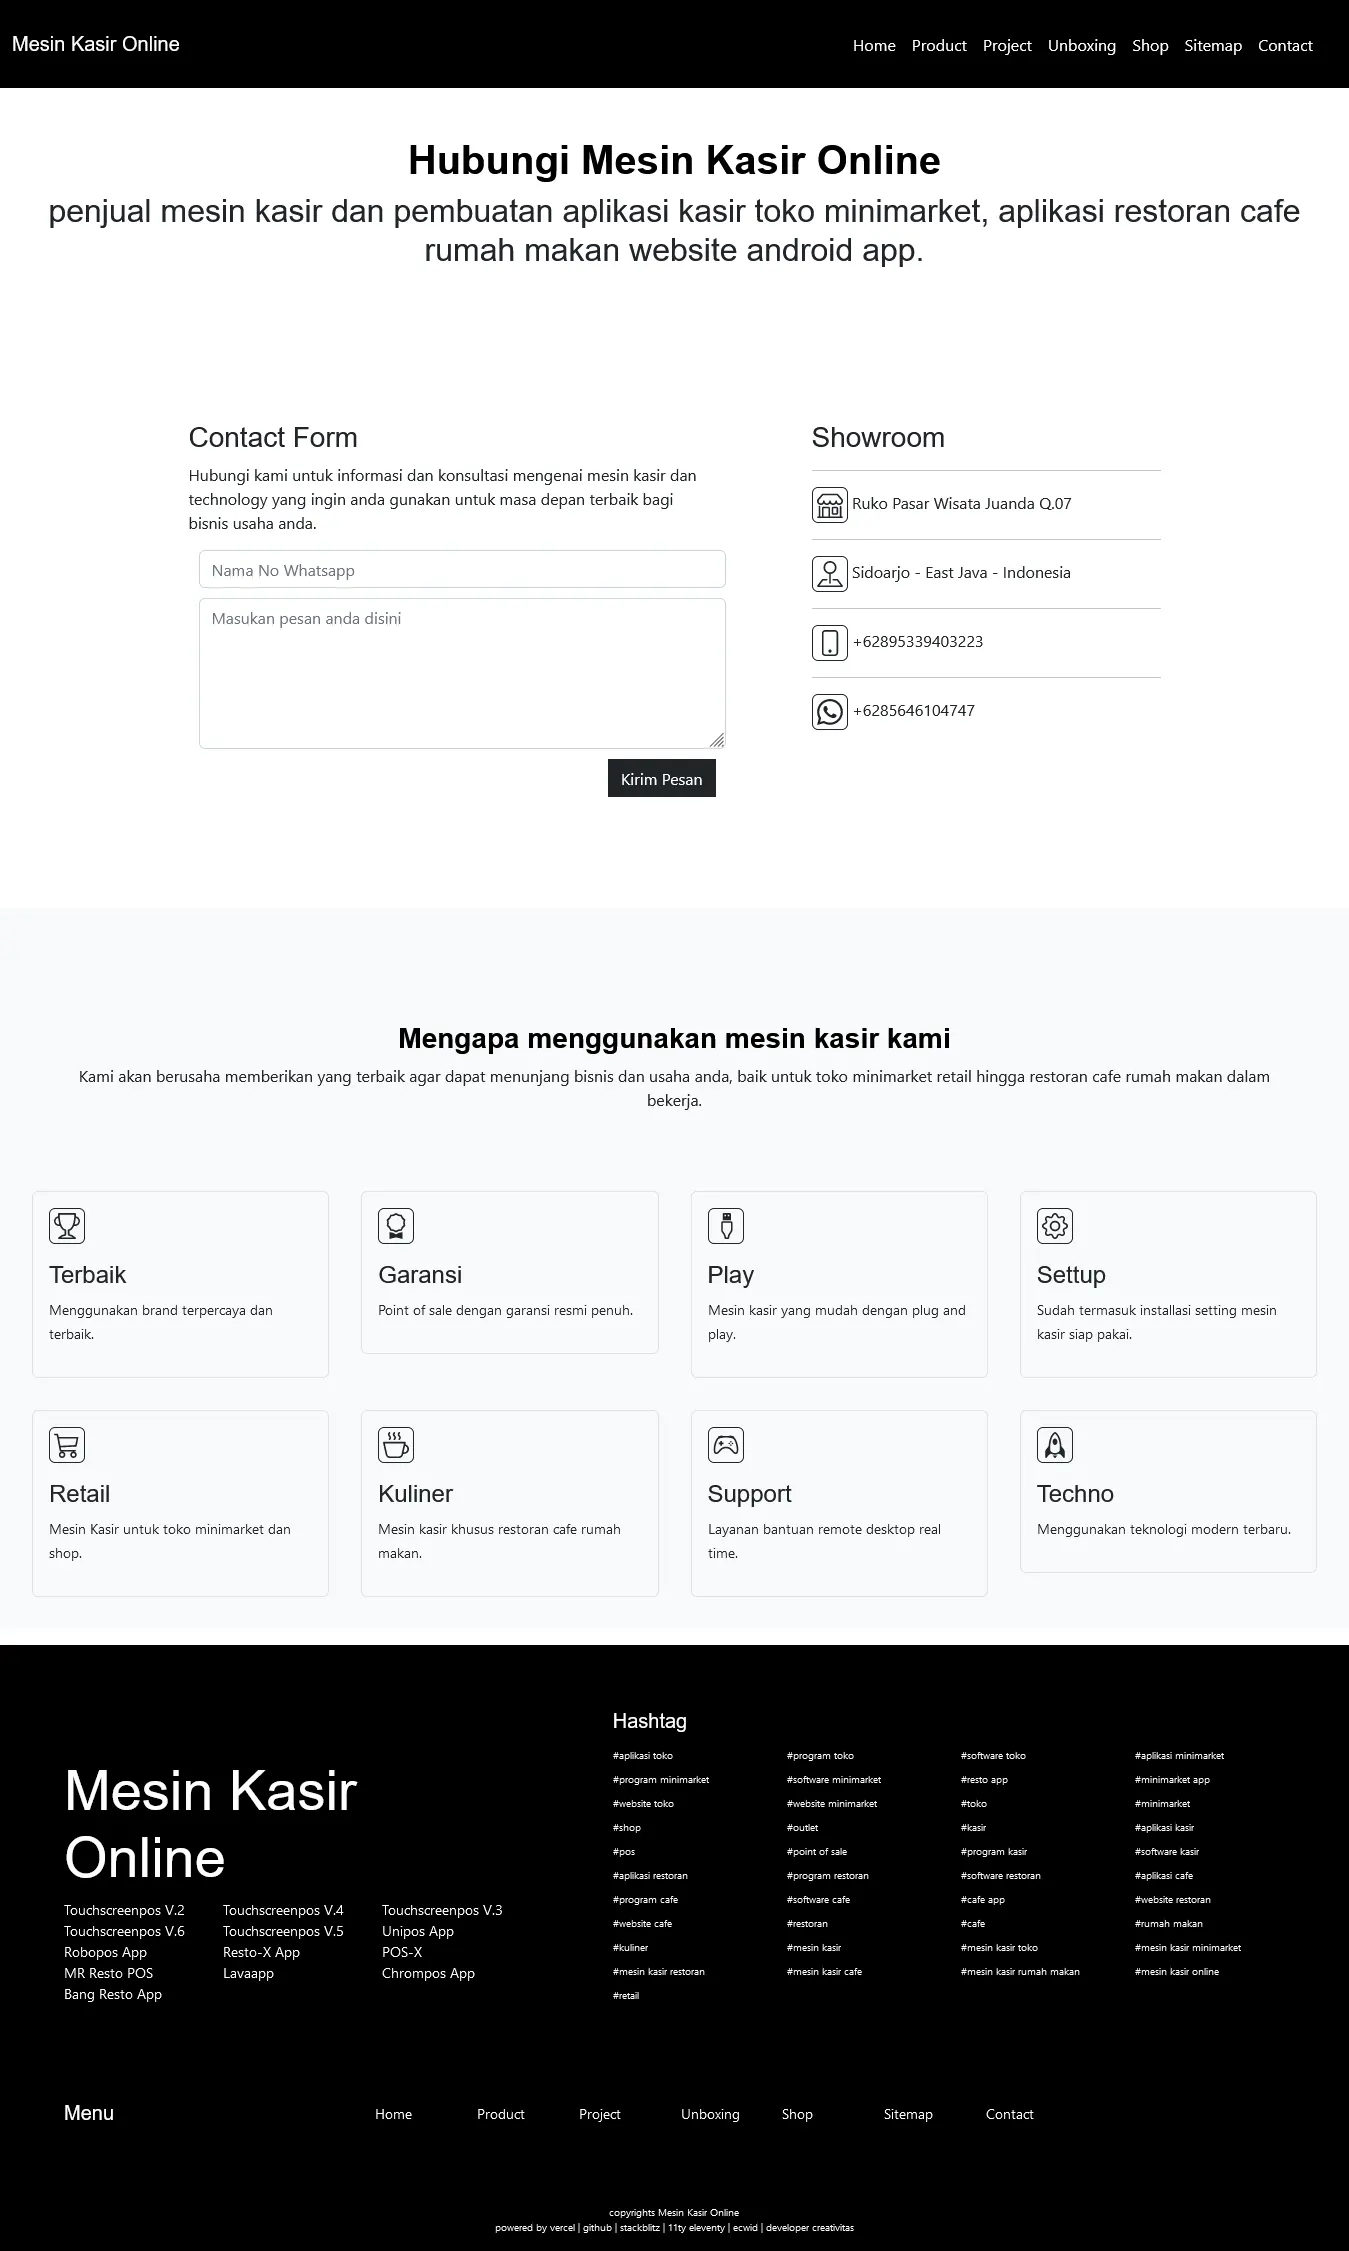 Mesin Kasir Online
Home Product Project Unboxing Shop Sitemap Contact
Hubungi Mesin Kasir Online
penjual mesin kasir dan pembuatan aplikasi kasir toko minimarket, aplikasi restoran cafe
rumah makan website android app.
Contact Form
Hubungi kami untuk informasi dan konsultasi mengenai mesin kasir dan
technology yang ingin anda gunakan untuk masa depan terbaik bagi
bisnis usaha anda.
Nama No Whatsapp
Masukan pesan anda disini
Kirim Pesan
Showroom
Ruko Pasar Wisata Juanda Q.07
Sidoarjo - East Java - Indonesia
+62895339403223
+6285646104747
Mengapa menggunakan mesin kasir kami
Kami akan berusaha memberikan yang terbaik agar dapat menunjang bisnis dan usaha anda, baik untuk toko minimarket retail hingga restoran cafe rumah makan dalam
bekerja.
Terbaik
Menggunakan brand terpercaya dan
terbaik.
Garansi
Point of sale dengan garansi resmi penuh.
Play
Mesin kasir yang mudah dengan plug and
play.
Settup
Sudah termasuk installasi setting mesin
kasir siap pakai.
Retail
Mesin Kasir untuk toko minimarket dan
shop.
Kuliner
Mesin kasir khusus restoran cafe rumah
makan.
Support
Layanan bantuan remote desktop real
time.
Techno
Menggunakan teknologi modern terbaru.
Mesin Kasir
Online
Touchscreenpos V.2 Touchscreenpos V.4 Touchscreenpos V.3
Touchscreenpos V.6 Touchscreenpos V.5 Unipos App
Robopos App Resto-X App POS-X
MR Resto POS Lavaapp Chrompos App
Bang Resto App
Hashtag
#aplikasi toko #program toko #software toko #aplikasi minimarket
#program minimarket #software minimarket #resto app #minimarket app
#website toko #website minimarket #toko #minimarket
#shop #outlet #kasir #aplikasi kasir
#pos #point of sale #program kasir #software kasir
#aplikasi restoran #program restoran #software restoran #aplikasi cafe
#program cafe #software cafe #cafe app #website restoran
#website cafe #restoran #cafe #rumah makan
#kuliner #mesin kasir #mesin kasir toko #mesin kasir minimarket
#mesin kasir restoran #mesin kasir cafe #mesin kasir rumah makan #mesin kasir online
#retail
Menu
Home Product Project Unboxing Shop Sitemap Contact
copyrights Mesin Kasir Online
powered by vercel | github | stackblitz | 11ty eleventy | ecwid | developer creativitas